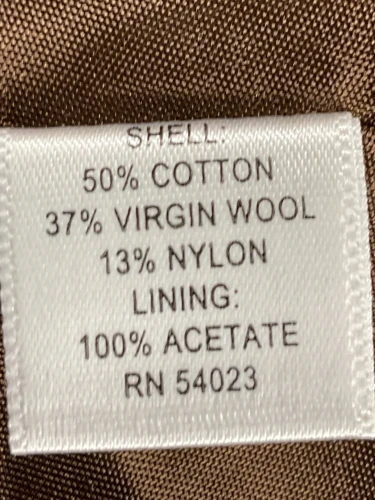 SHELL:
50% COTTON
37% VIRGIN WOOL
13% NYLON
LINING:
100% ACETATE
RN 54023